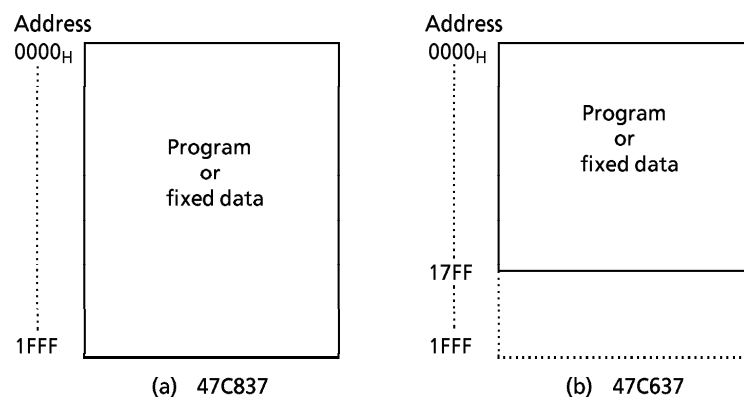 Address
0000H
Program
or
fixed data
1FFF
(a) 47C837
Address
0000H
Program
or
fixed data
17FF
1FFF
(b) 47C637